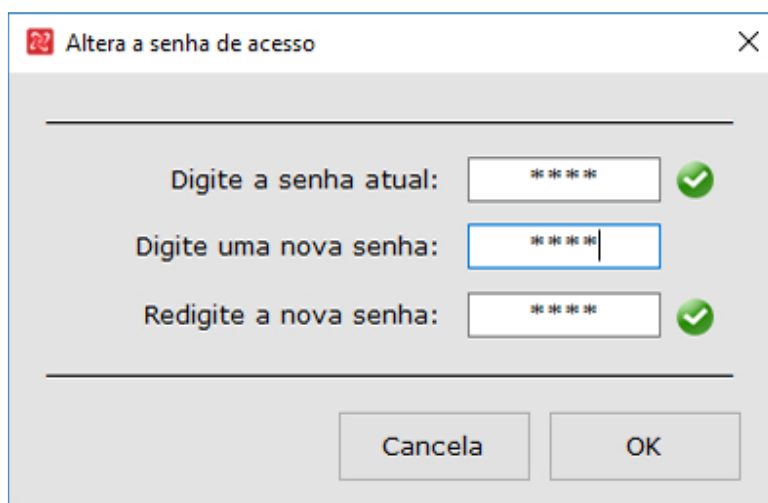 Altera a senha de acesso
Digite a senha atual: ****
Digite uma nova senha: ****
Redigite a nova senha: ****
Cancela OK